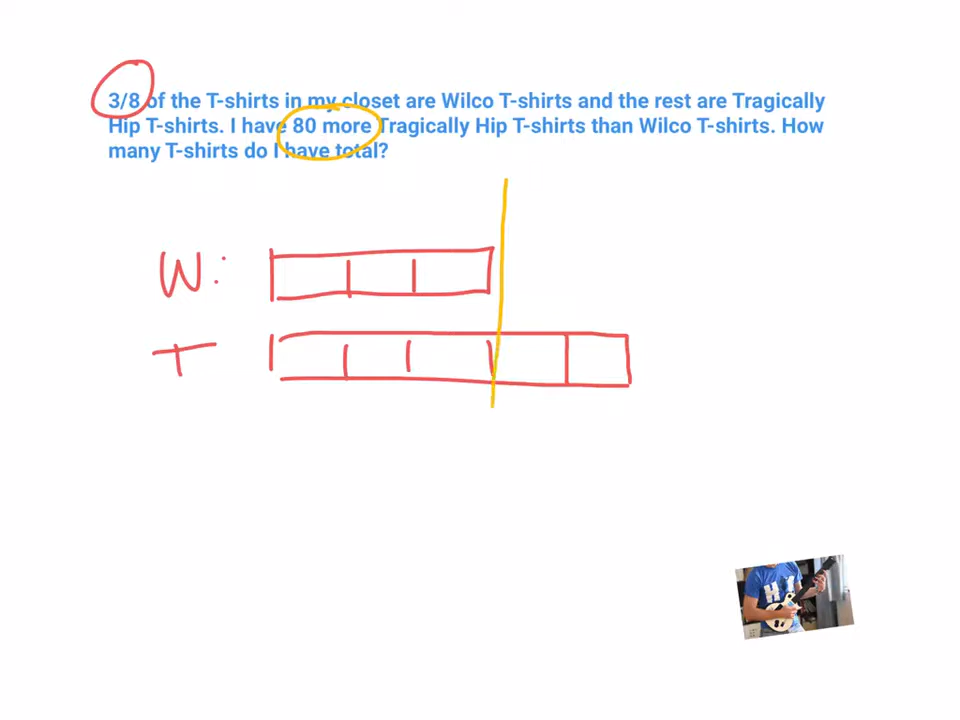 3/8 of the T-shirts in my closet are Wilco T-shirts and the rest are Tragically
Hip T-shirts. I have 80 more Tragically Hip T-shirts than Wilco T-shirts. How
many T-shirts do I have total?
W:
T